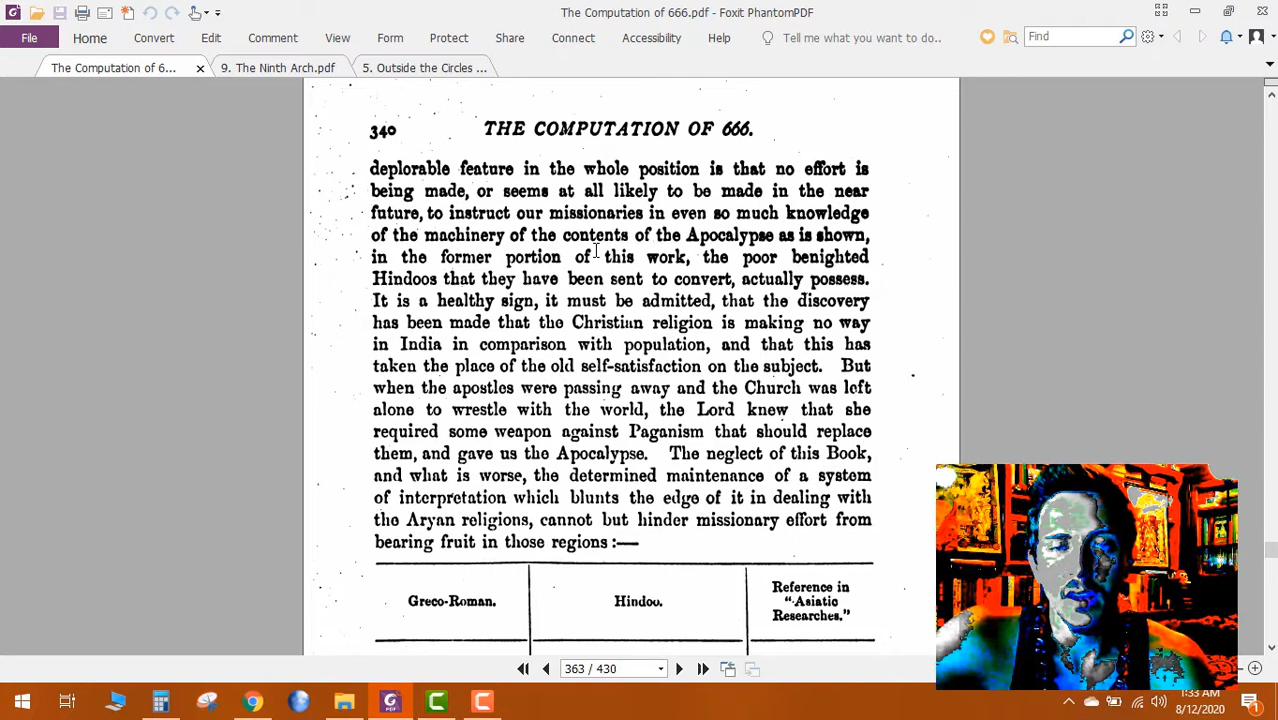 The Computation of 666.pdf - Foxit PhantomPDF
File Home Convert Edit Comment View Form Protect Share Connect Accessibility Help Tell me what you want to do.. Find
The Computation of 6... 9. The Ninth Arch.pdf 5. Outside the Circles ...
340 THE COMPUTATION OF 666.
deplorable feature in the whole position is that no effort is
being made, or seems at all likely to be made in the near
future, to instruct our missionaries in even so much knowledge
of the machinery of the contents of the Apocalypse as is shown,
in the former portion of this work, the poor benighted
Hindoos that they have been sent to convert, actually possess.
It is a healthy sign, it must be admitted, that the discovery
has been made that the Christian religion is making no way
in India in comparison with population, and that this has
taken the place of the old self-satisfaction on the subject. But
when the apostles were passing away and the Church was left
alone to wrestle with the world, the Lord knew that she
required some weapon against Paganism that should replace
them, and gave us the Apocalypse. The neglect of this Book,
and what is worse, the determined maintenance of a system
of interpretation which blunts the edge of it in dealing with
the Aryan religions, cannot but hinder missionary effort from
bearing fruit in those regions :—
Greco-Roman.
Hindoo.
Reference in
"Asiatic
Researches."
363 / 430
1:33 AM
8/12/2020